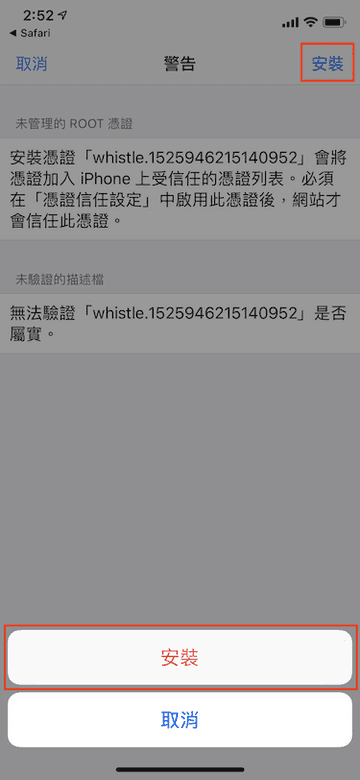 2:52
Safari
取消
警告
安裝
未管理的 ROOT 憑證
安裝憑證「whistle.1525946215140952」會將
憑證加入 iPhone 上受信任的憑證列表。必須
在「憑證信任設定」中啟用此憑證後，網站才
會信任此憑證。
未驗證的描述檔
無法驗證「whistle.1525946215140952」是否
屬實。
安裝
取消